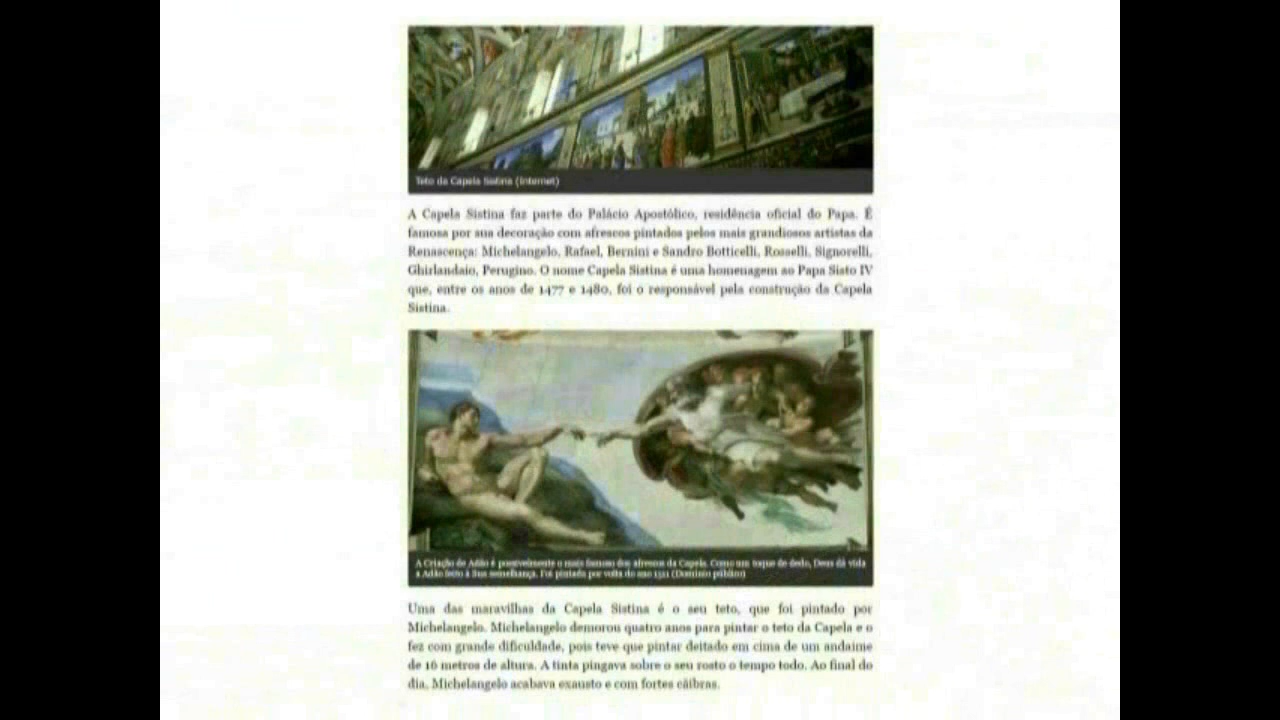 Teto da Capela Sistina (Internet)
A Capela Sistina faz parte do Palácio Apostólico, residência oficial do Papa. É
famosa por sua decoração com afrescos pintados pelos mais grandiosos artistas da
Renascença: Michelangelo, Rafael, Bernini e Sandro Botticelli, Rosselli, Signorelli,
Ghirlandaio, Perugino. O nome Capela Sistina é uma homenagem ao Papa Sisto IV
que, entre os anos de 1477 e 1480, foi o responsável pela construção da Capela
Sistina.
A Criação de Adão é possivelmente o mais famoso dos afrescos da Capela. Como um toque de dedo, Deus dá vida
a Adão feito à Sua semelhança. Foi pintada por volta do ano 1511 (Domínio público)
Uma das maravilhas da Capela Sistina é o seu teto, que foi pintado por
Michelangelo. Michelangelo demorou quatro anos para pintar o teto da Capela e o
fez com grande dificuldade, pois teve que pintar deitado em cima de um andaime
de 16 metros de altura. A tinta pingava sobre o seu rosto o tempo todo. Ao final do
dia, Michelangelo acabava exausto e com fortes cãibras.